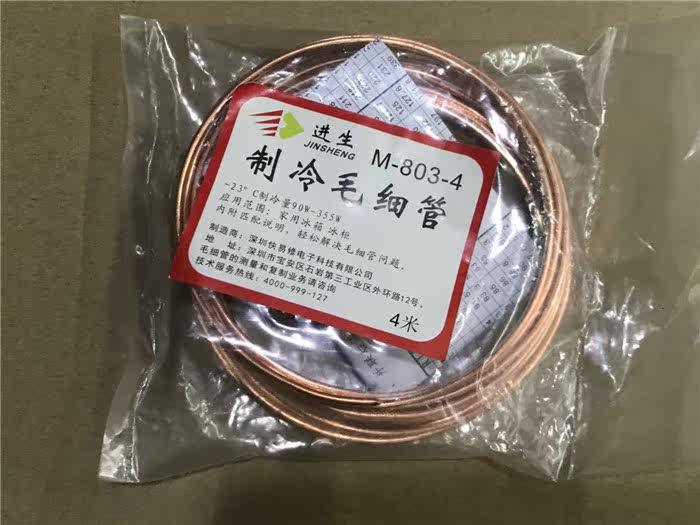 进生
JINSHENG
M-803-4
制冷毛细管
-23°C制冷量90W-355W
应用范围：家用冰箱 冰柜
内附匹配说明，轻松解决毛细管问题．
制造商：深圳快易修电子科技有限公司
地 址：深圳市宝安区石岩第三工业区外环路12号．
毛细管的测量和复制业务请咨询
技术服务热线：4000-999-127
4米